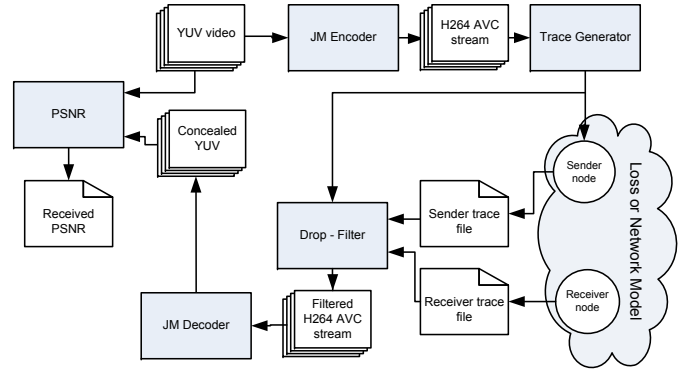 YUV video
JM Encoder
H264 AVC
stream
Trace Generator
PSNR
Concealed
YUV
Sender
node
Loss or Network Model
Received
PSNR
Sender trace
file
Drop - Filter
Receiver trace
file
Receiver
node
Filtered
H264 AVC
stream
JM Decoder